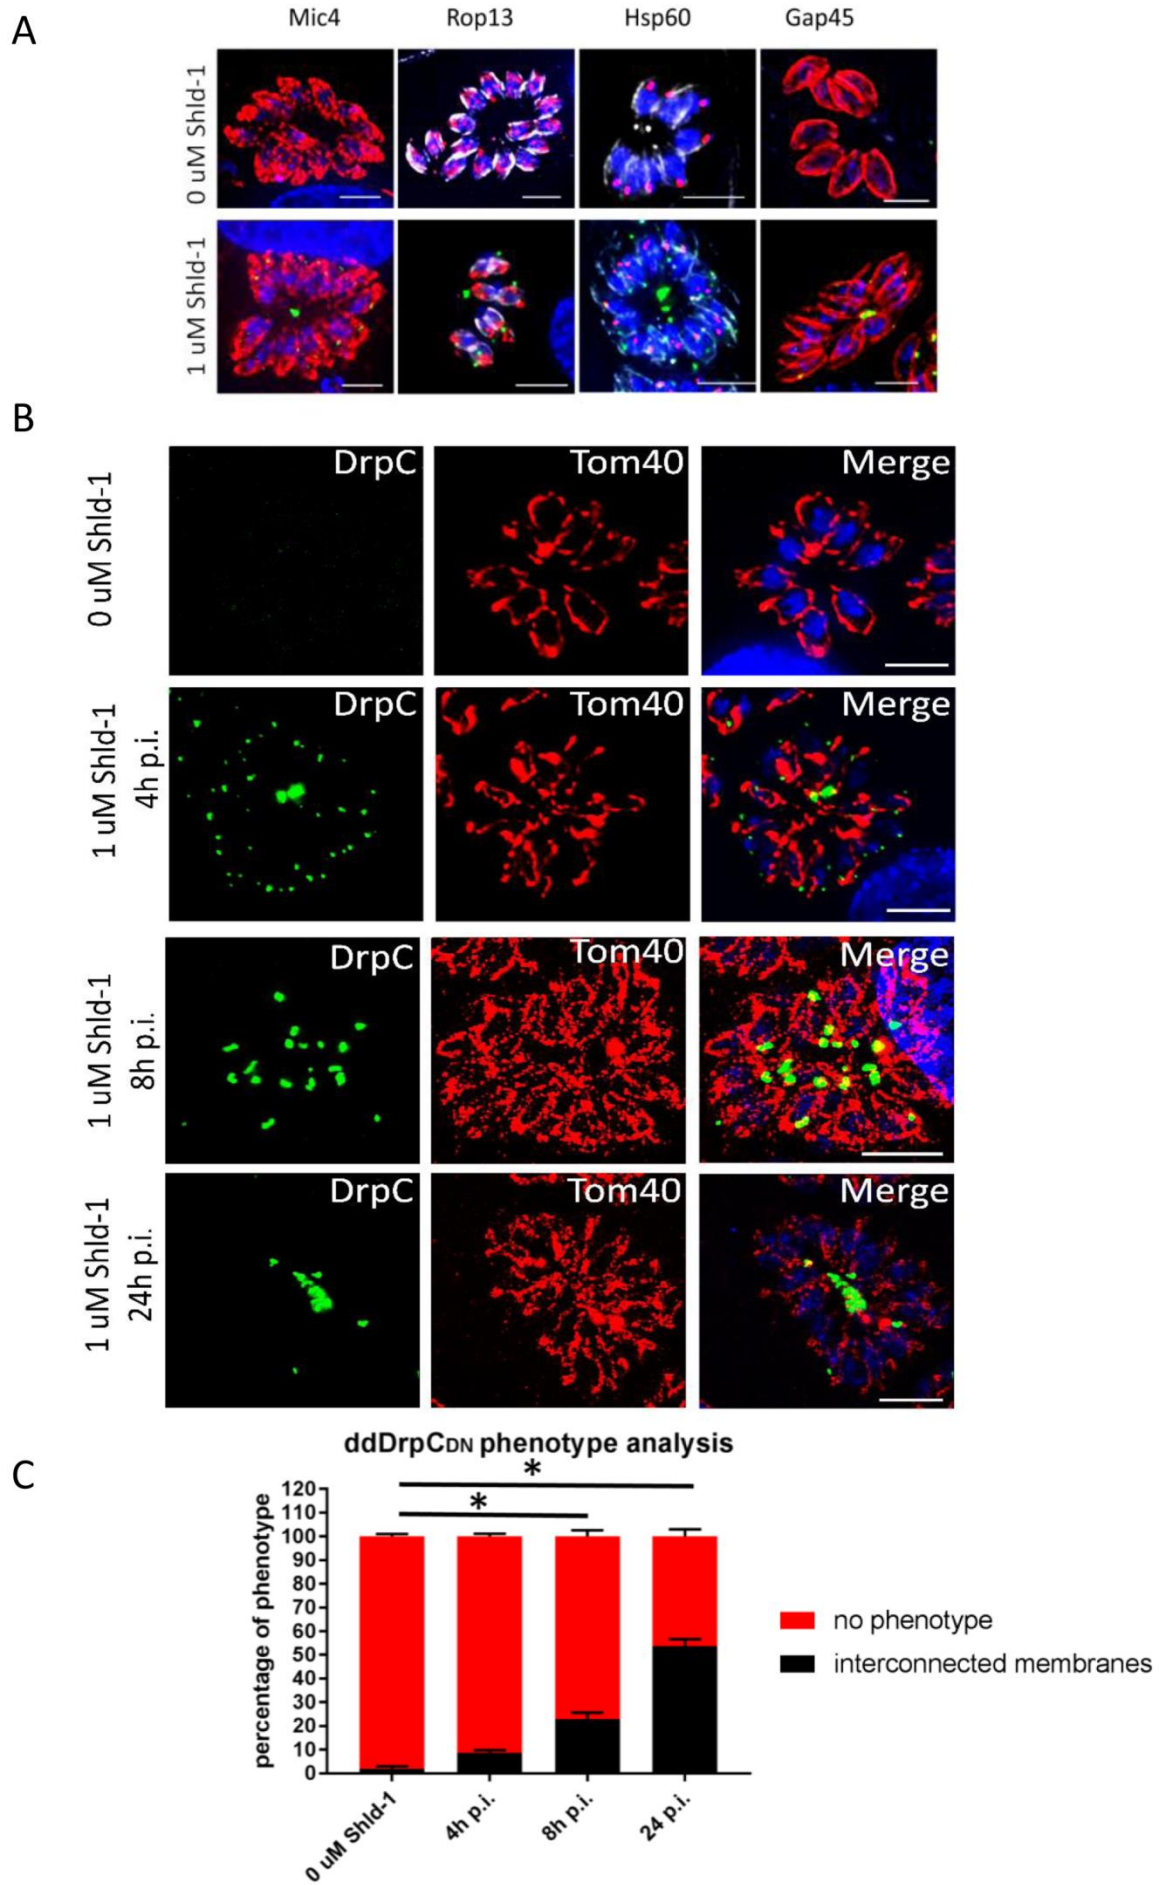 A
Mic4 Rop13 Hsp60 Gap45
0 uM Shld-1
1 uM Shld-1
B
0 uM Shld-1
DrpC Tom40 Merge
1 uM Shld-1
4h p.i.
DrpC Tom40 Merge
1 uM Shld-1
8h p.i.
DrpC Tom40 Merge
1 uM Shld-1
24h p.i.
DrpC Tom40 Merge
C
ddDrpCDN phenotype analysis
*
*
percentage of phenotype
120
110
100
90
80
70
60
50
40
30
20
10
0
0 uM Shld-1
4h p.i.
8h p.i.
24 p.i.
no phenotype
interconnected membranes